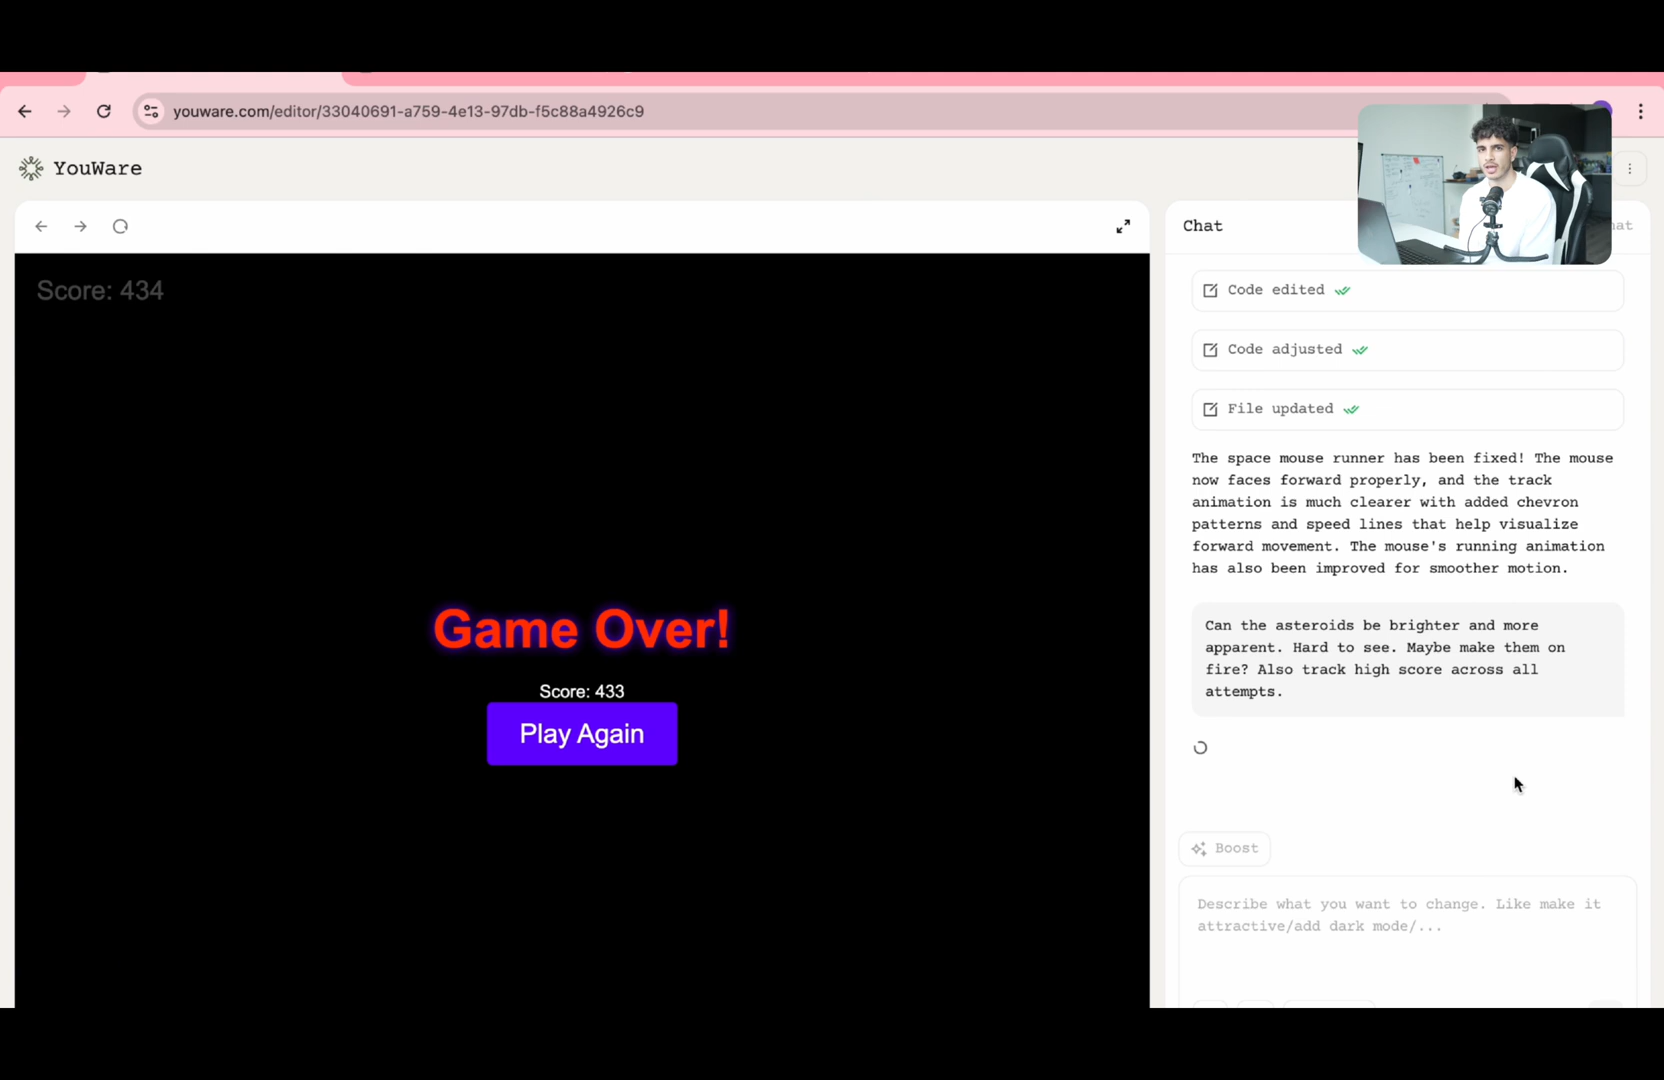 youware.com/editor/33040691-a759-4e13-97db-f5c88a4926c9
YouWare
Score: 434
Game Over!
Score: 433
Play Again
Chat
Code edited
Code adjusted
File updated
The space mouse runner has been fixed! The mouse
now faces forward properly, and the track
animation is much clearer with added chevron
patterns and speed lines that help visualize
forward movement. The mouse's running animation
has also been improved for smoother motion.
Can the asteroids be brighter and more
apparent. Hard to see. Maybe make them on
fire? Also track high score across all
attempts.
Boost
Describe what you want to change. Like make it
attractive/add dark mode/...